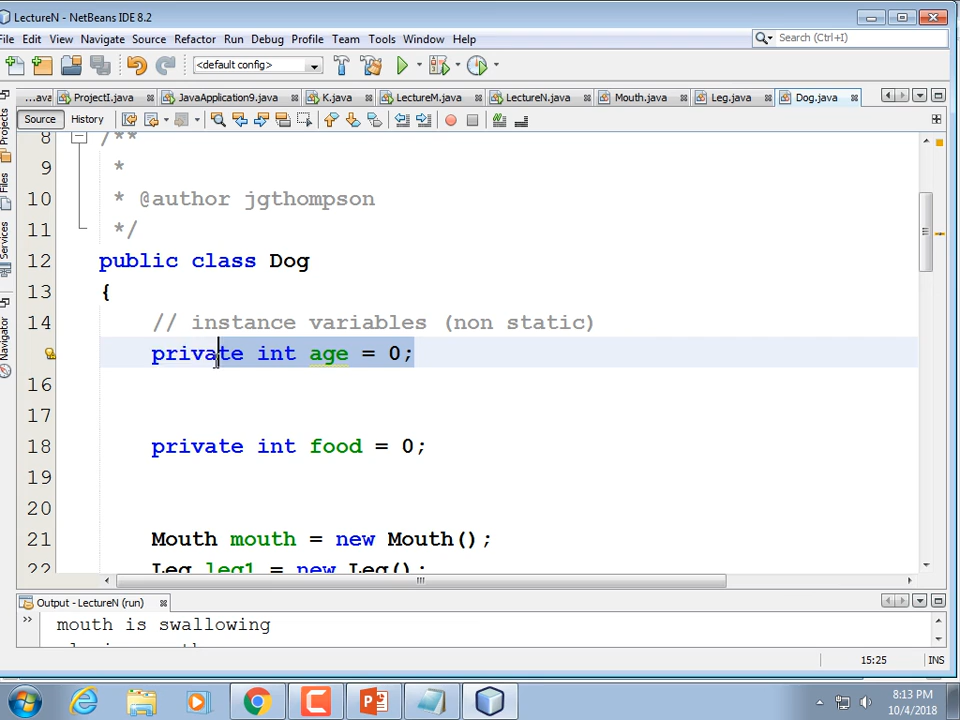 LectureN - NetBeans IDE 8.2
File Edit View Navigate Source Refactor Run Debug Profile Team Tools Window Help
Search (Ctrl+I)
<default config>
...ava ProjectI.java JavaApplication9.java K.java LectureM.java LectureN.java Mouth.java Leg.java Dog.java
Source History
Projects
Files
Services
Navigator
8 /**
9 *
10 * @author jgthompson
11 */
12 public class Dog
13 {
14 // instance variables (non static)
private int age = 0;
16
17
18 private int food = 0;
19
20
21 Mouth mouth = new Mouth();
22 Leg leg1 = new Leg();
Output - LectureN (run)
mouth is swallowing
15:25 INS
8:13 PM
10/4/2018